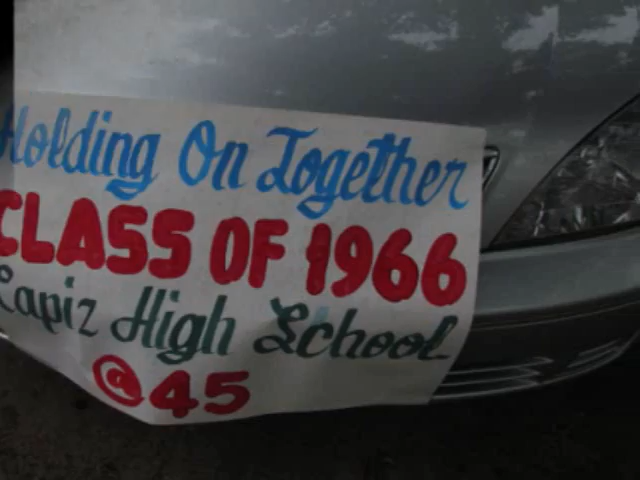 Holding On Together
CLASS OF 1966
Capiz High School
@45